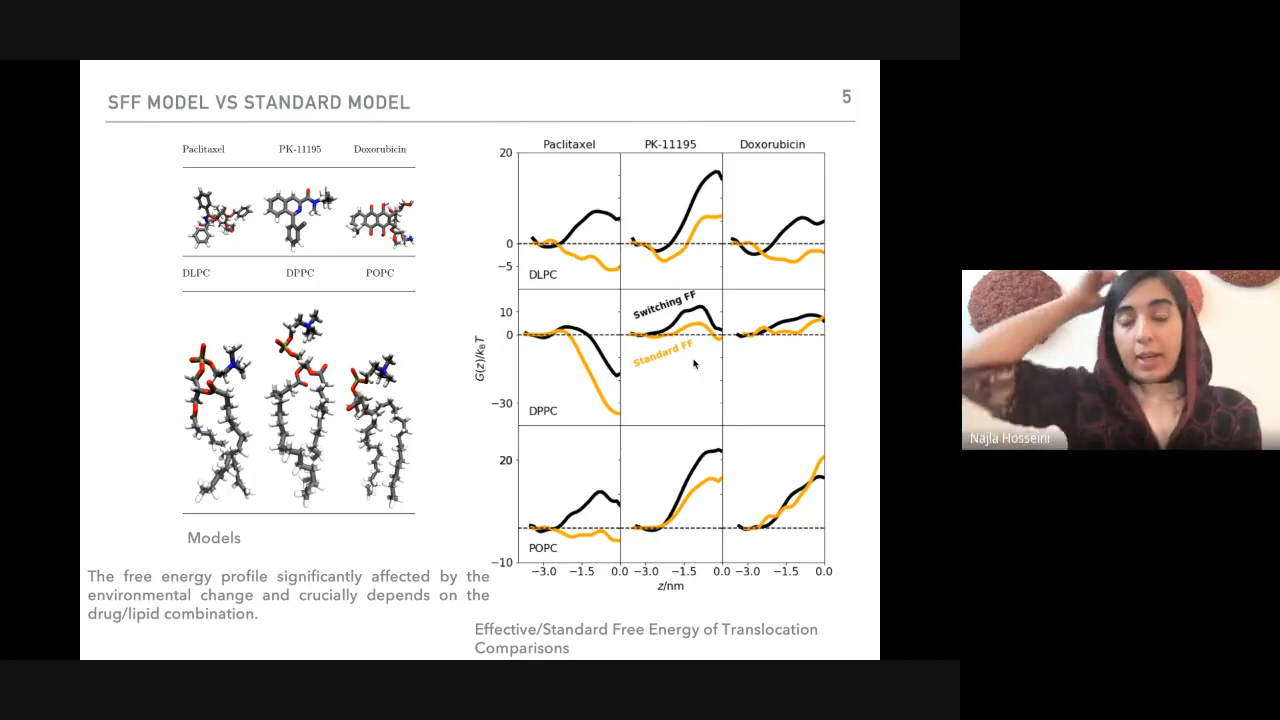 SFF MODEL VS STANDARD MODEL
5
Paclitaxel PK-11195 Doxorubicin
DLPC DPPC POPC
Models
The free energy profile significantly affected by the
environmental change and crucially depends on the
drug/lipid combination.
Paclitaxel PK-11195 Doxorubicin
20
0
−5
DLPC
10
0
−30
DPPC
Switching FF
Standard FF
20
−10
POPC
G(z)/kBT
−3.0 −1.5 0.0 −3.0 −1.5 0.0 −3.0 −1.5 0.0
z/nm
Effective/Standard Free Energy of Translocation
Comparisons
Najla Hosseini